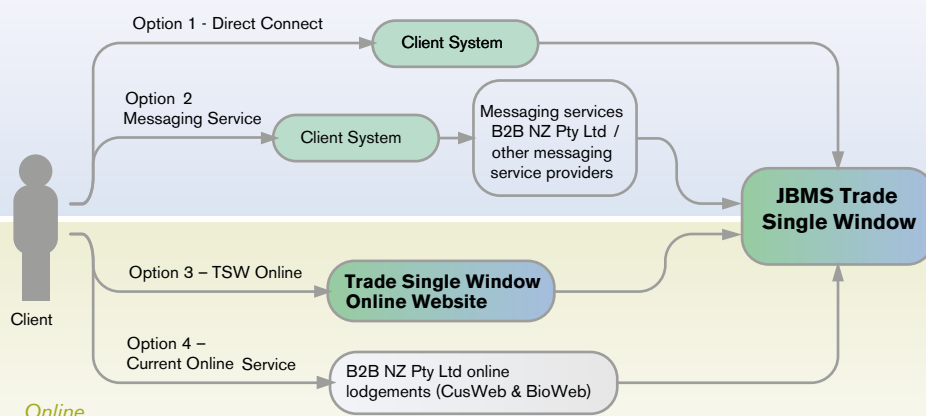 Option 1 - Direct Connect
Client System
Option 2
Messaging Service
Client System
Messaging services
B2B NZ Pty Ltd /
other messaging
service providers
JBMS Trade
Single Window
Option 3 – TSW Online
Trade Single Window
Online Website
Client
Option 4 –
Current Online Service
B2B NZ Pty Ltd online
lodgements (CusWeb & BioWeb)
Online